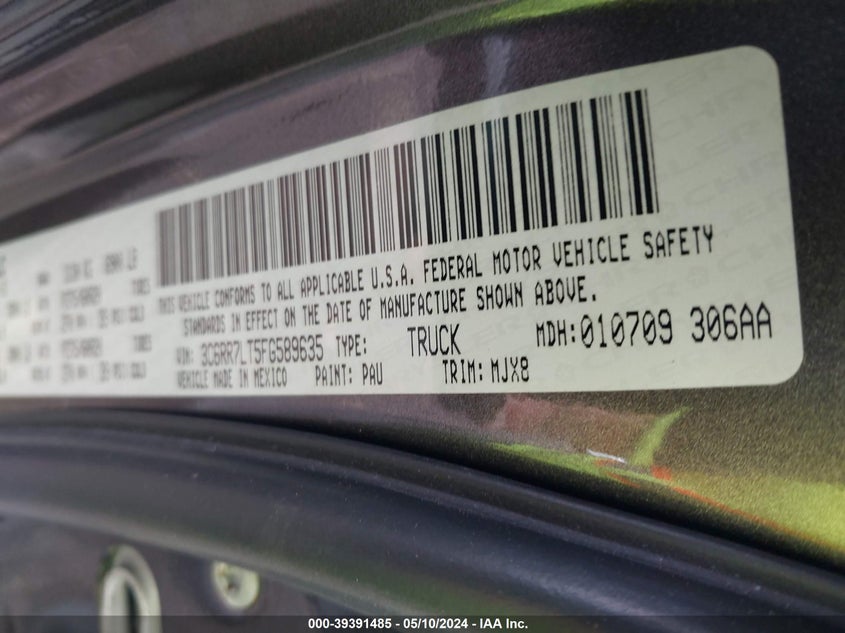 THIS VEHICLE CONFORMS TO ALL APPLICABLE U.S.A. FEDERAL MOTOR VEHICLE SAFETY
STANDARDS IN EFFECT ON THE DATE OF MANUFACTURE SHOWN ABOVE.
VIN: 3C6RR7LT5FG589635 TYPE: TRUCK MDH: 010709 306AA
VEHICLE MADE IN MEXICO PAINT: PAU TRIM: MJX8
000-39391485 - 05/10/2024 - IAA Inc.